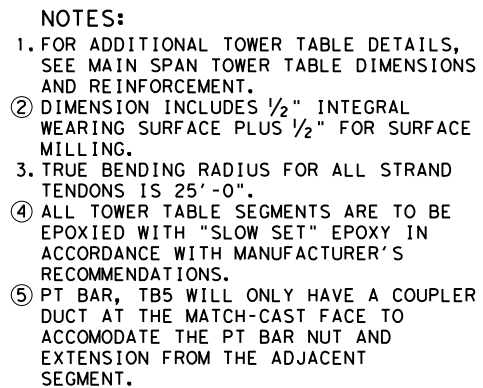 NOTES:
1. FOR ADDITIONAL TOWER TABLE DETAILS,
SEE MAIN SPAN TOWER TABLE DIMENSIONS
AND REINFORCEMENT.
② DIMENSION INCLUDES 1/2" INTEGRAL
WEARING SURFACE PLUS 1/2" FOR SURFACE
MILLING.
3. TRUE BENDING RADIUS FOR ALL STRAND
TENDONS IS 25'-0".
④ ALL TOWER TABLE SEGMENTS ARE TO BE
EPOXIED WITH "SLOW SET" EPOXY IN
ACCORDANCE WITH MANUFACTURER'S
RECOMMENDATIONS.
⑤ PT BAR, TB5 WILL ONLY HAVE A COUPLER
DUCT AT THE MATCH-CAST FACE TO
ACCOMODATE THE PT BAR NUT AND
EXTENSION FROM THE ADJACENT
SEGMENT.